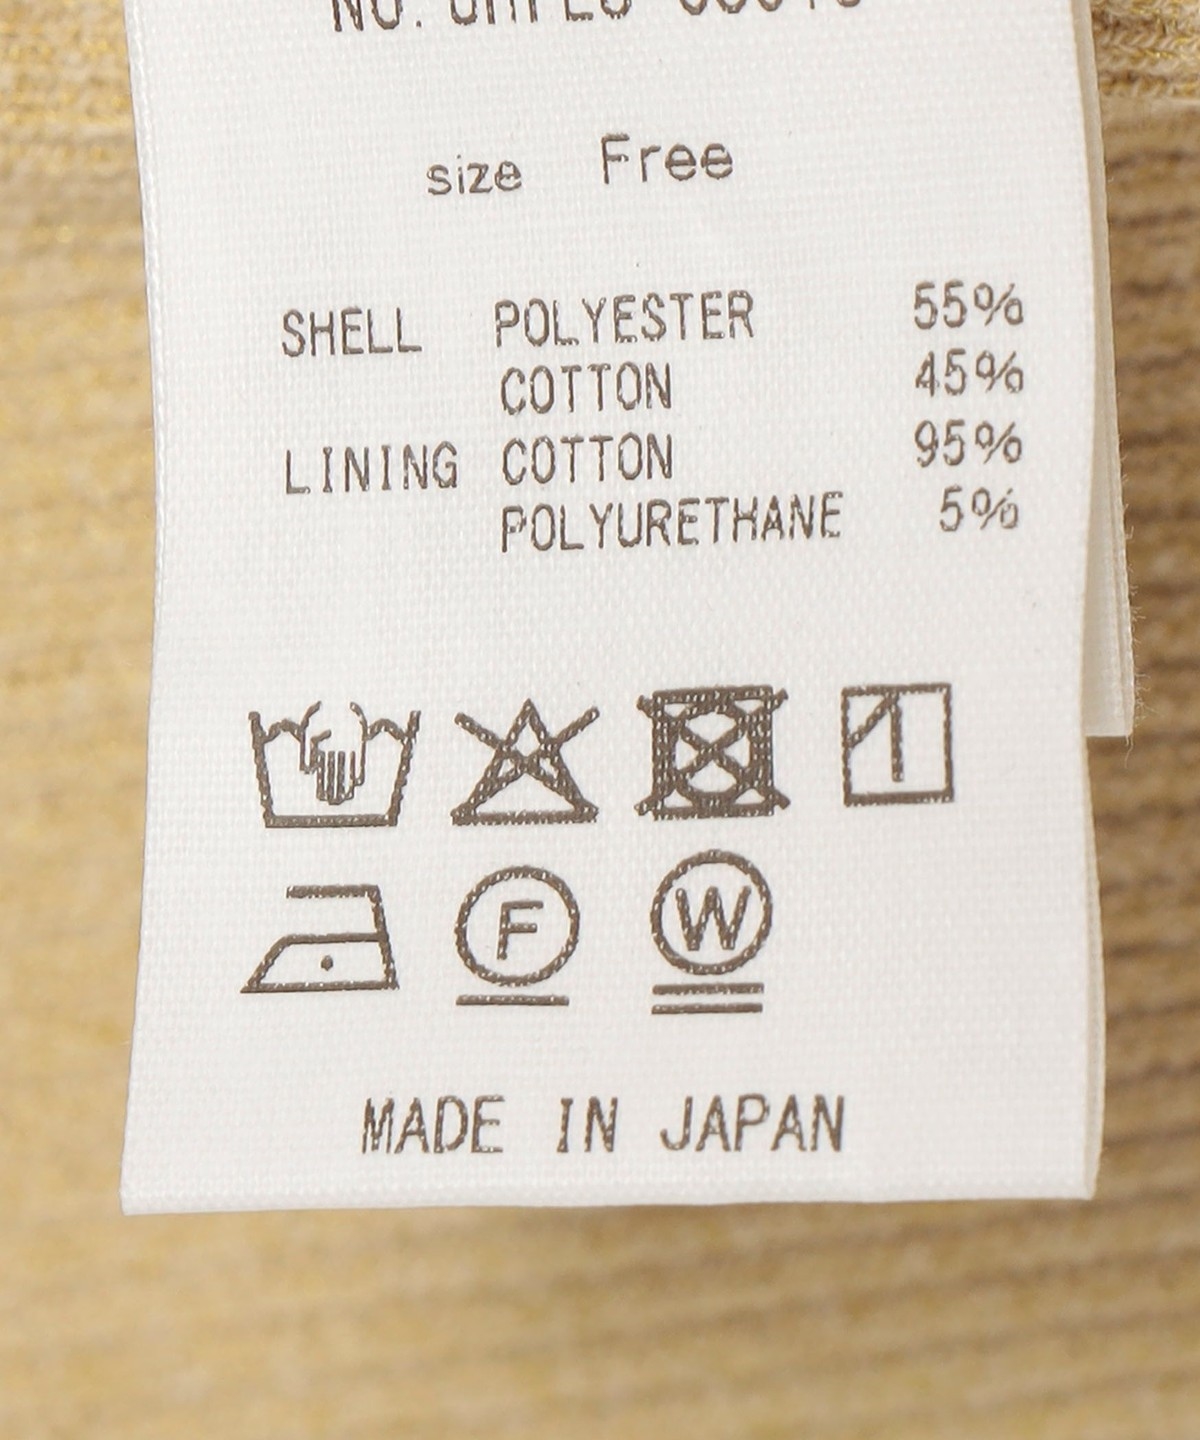 size Free
SHELL POLYESTER 55%
COTTON 45%
LINING COTTON 95%
POLYURETHANE 5%
F
W
MADE IN JAPAN